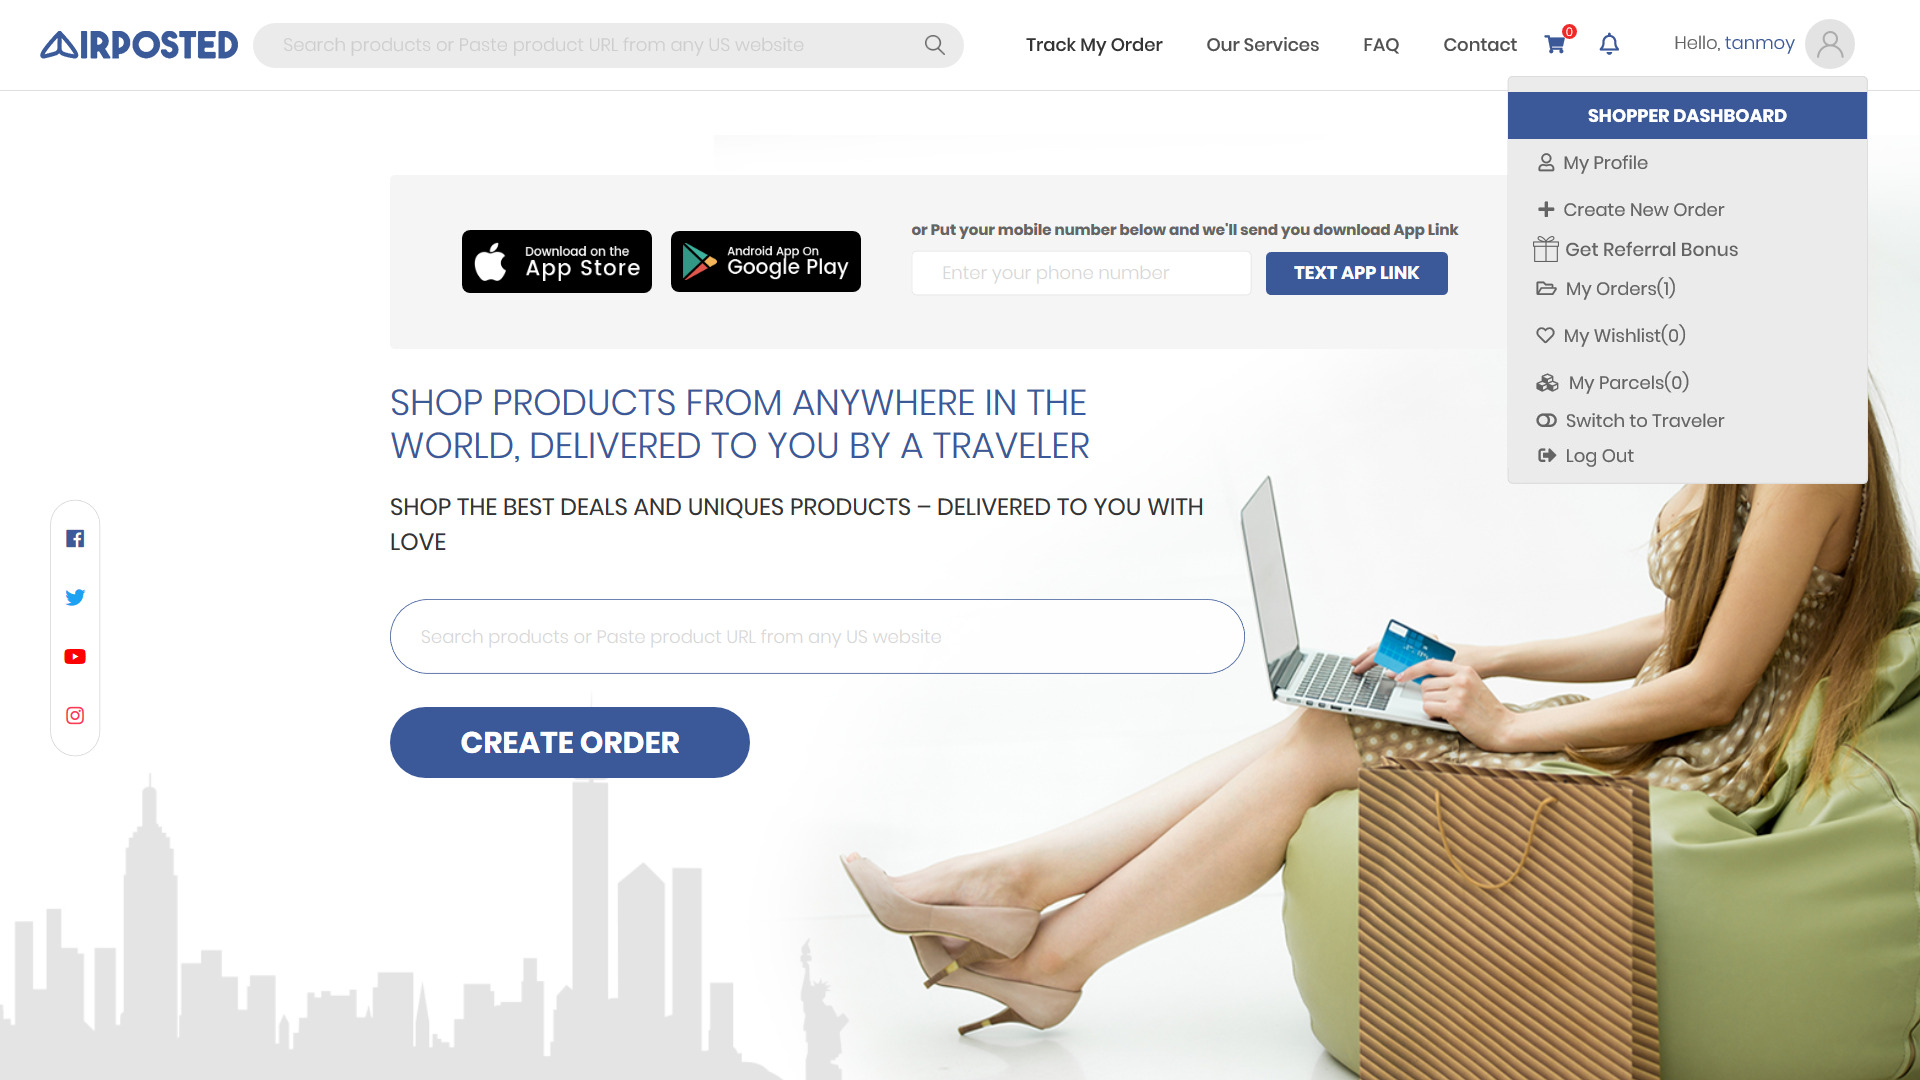 AIRPOSTED
Search products or Paste product URL from any US website
Track My Order
Our Services
FAQ
Contact
0
Hello, tanmoy
SHOPPER DASHBOARD
My Profile
Create New Order
Get Referral Bonus
My Orders(1)
My Wishlist(0)
My Parcels(0)
Switch to Traveler
Log Out
Download on the
App Store
Android App On
Google Play
or Put your mobile number below and we'll send you download App Link
Enter your phone number
TEXT APP LINK
SHOP PRODUCTS FROM ANYWHERE IN THE
WORLD, DELIVERED TO YOU BY A TRAVELER
SHOP THE BEST DEALS AND UNIQUES PRODUCTS – DELIVERED TO YOU WITH
LOVE
Search products or Paste product URL from any US website
CREATE ORDER